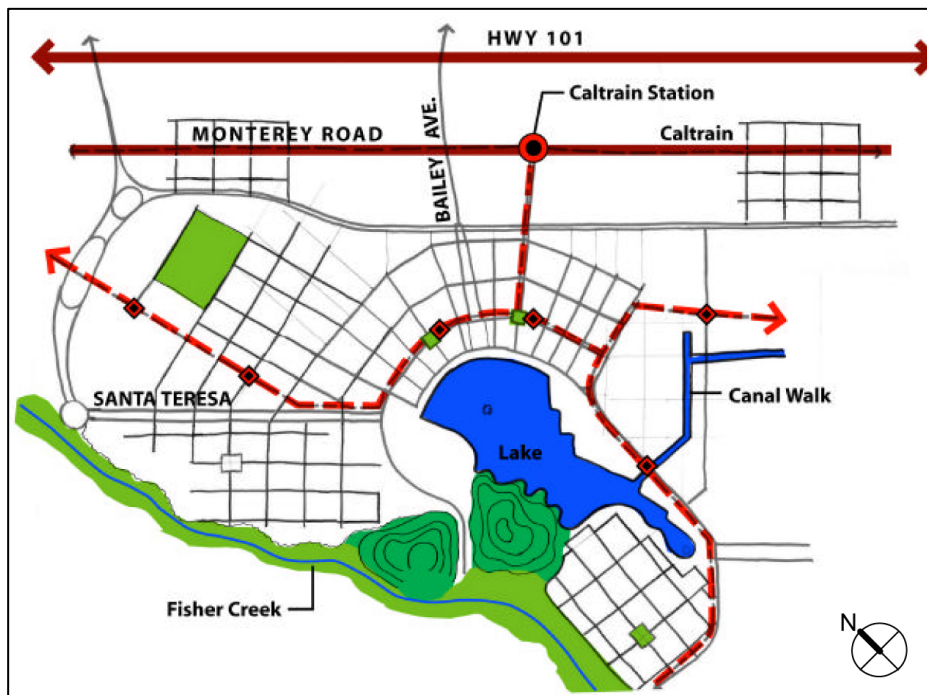 HWY 101
Caltrain Station
MONTEREY ROAD
Caltrain
BAILEY AVE.
SANTA TERESA
Canal Walk
Lake
Fisher Creek
N